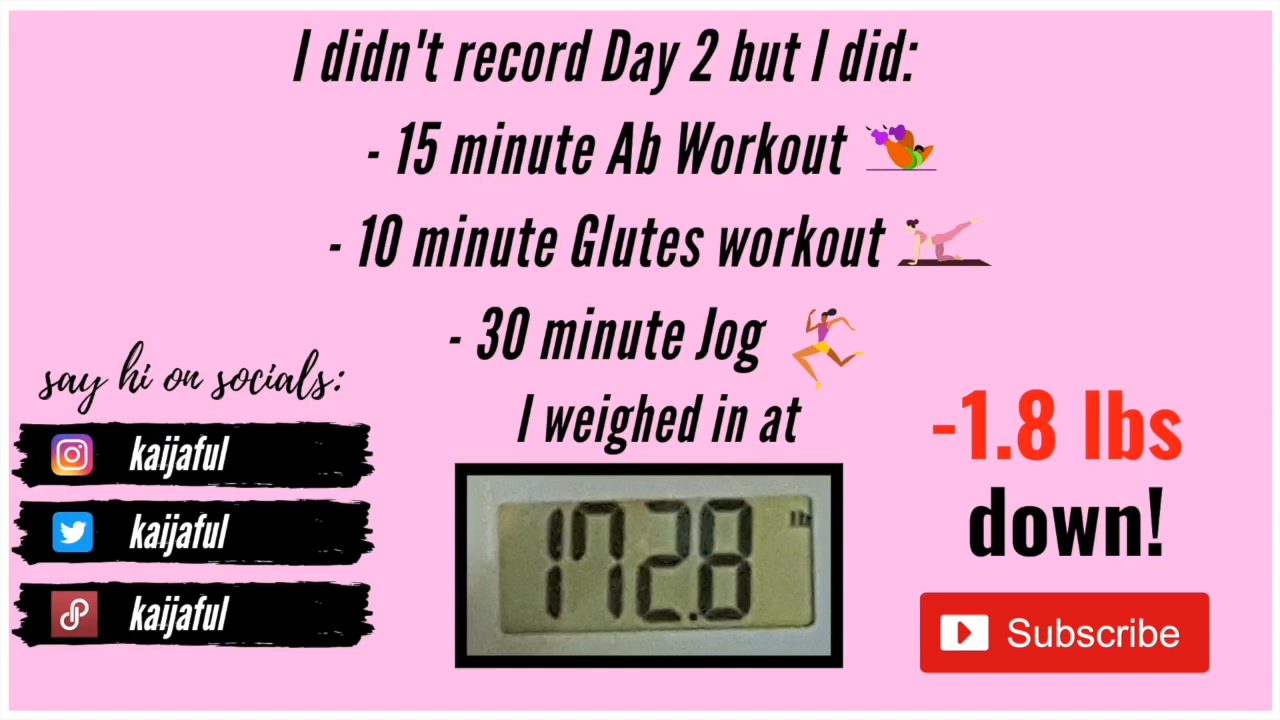 I didn't record Day 2 but I did:
- 15 minute Ab Workout
- 10 minute Glutes workout
- 30 minute Jog
I weighed in at
172.8 lb
-1.8 lbs
down!
Subscribe
say hi on socials:
kaijaful
kaijaful
kaijaful